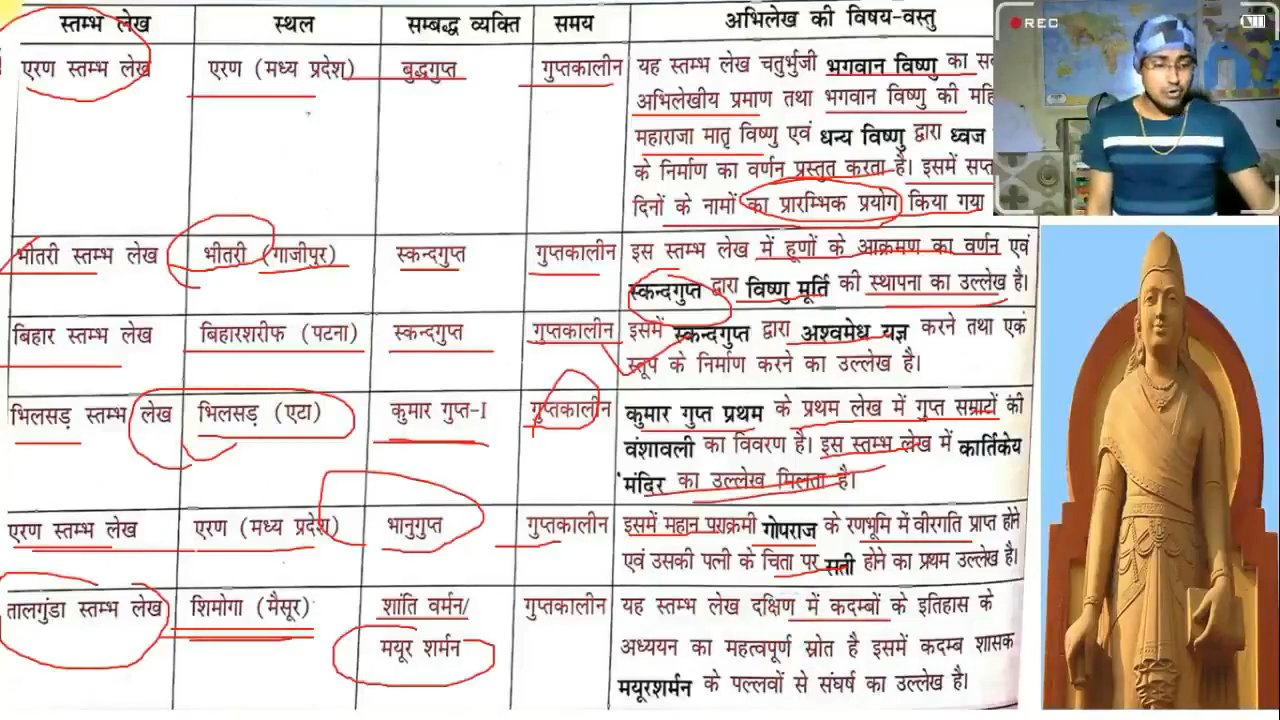 स्तम्भ लेख स्थल सम्बद्ध व्यक्ति समय अभिलेख की विषय-वस्तु
REC
एरण स्तम्भ लेख एरण (मध्य प्रदेश) बुद्धगुप्त गुप्तकालीन यह स्तम्भ लेख चतुर्भुजी भगवान विष्णु का
अभिलेखीय प्रमाण तथा भगवान विष्णु की
महाराजा मातृ विष्णु एवं धन्य विष्णु द्वारा ध्वज
के निर्माण का वर्णन प्रस्तुत करता है। इसमें
दिनों के नामों का प्रारम्भिक प्रयोग किया गया
भीतरी स्तम्भ लेख भीतरी (गाजीपुर) स्कन्दगुप्त गुप्तकालीन इस स्तम्भ लेख में हूणों के आक्रमण का वर्णन एवं
स्कन्दगुप्त द्वारा विष्णु मूर्ति की स्थापना का उल्लेख है।
बिहार स्तम्भ लेख बिहारशरीफ (पटना) स्कन्दगुप्त गुप्तकालीन इसमें स्कन्दगुप्त द्वारा अश्वमेध यज्ञ करने तथा एक
स्तूप के निर्माण करने का उल्लेख है।
भिलसड़ स्तम्भ लेख भिलसड़ (एटा) कुमार गुप्त-I गुप्तकालीन कुमार गुप्त प्रथम के प्रथम लेख में गुप्त सम्राटों की
वंशावली का विवरण है। इस स्तम्भ लेख में कार्तिकेय
मंदिर का उल्लेख मिलता है।
एरण स्तम्भ लेख एरण (मध्य प्रदेश) भानुगुप्त गुप्तकालीन इसमें महान पराक्रमी गोपराज के रणभूमि में वीरगति प्राप्त होने
एवं उसकी पत्नी के चिता पर सती होने का प्रथम उल्लेख है।
तालगुंडा स्तम्भ लेख शिमोगा (मैसूर) शांति वर्मन/ गुप्तकालीन यह स्तम्भ लेख दक्षिण में कदम्बों के इतिहास के
मयूर शर्मन अध्ययन का महत्वपूर्ण स्रोत है इसमें कदम्ब शासक
मयूरशर्मन के पल्लवों से संघर्ष का उल्लेख है।